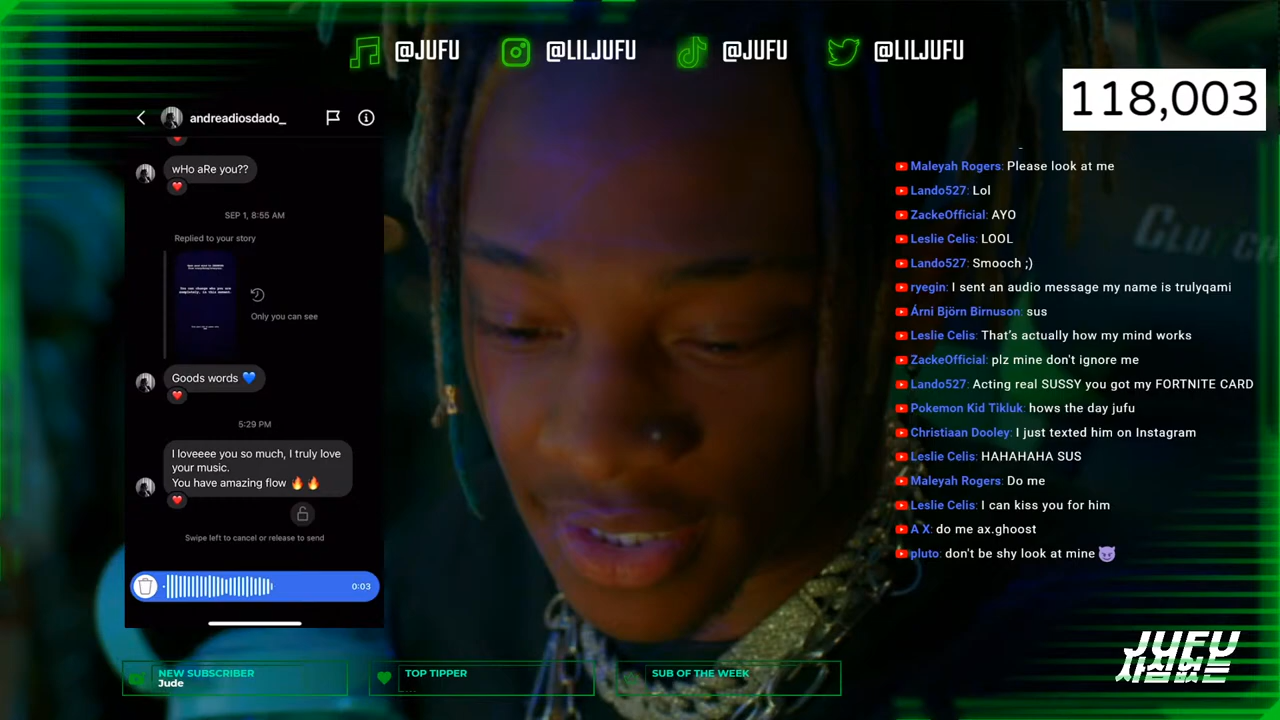 @JUFU
@LILJUFU
@JUFU
@LILJUFU
118,003
andreadiosdado_
wHo aRe you??
SEP 1, 8:55 AM
Replied to your story
Only you can see
Goods words 💙
5:29 PM
I loveeee you so much, I truly love
your music.
You have amazing flow 🔥🔥
Swipe left to cancel or release to send
0:03
Maleyah Rogers: Please look at me
Lando527: Lol
ZackeOfficial: AYO
Leslie Celis: LOOL
Lando527: Smooch ;)
ryegin: I sent an audio message my name is trulyqami
Árni Björn Birnuson: sus
Leslie Celis: That's actually how my mind works
ZackeOfficial: plz mine don't ignore me
Lando527: Acting real SUSSY you got my FORTNITE CARD
Pokemon Kid Tikluk: hows the day jufu
Christiaan Dooley: I just texted him on Instagram
Leslie Celis: HAHAHAHA SUS
Maleyah Rogers: Do me
Leslie Celis: I can kiss you for him
A X: do me ax.ghoost
pluto: don't be shy look at mine 😈
NEW SUBSCRIBER
Jude
TOP TIPPER
SUB OF THE WEEK
JUFU